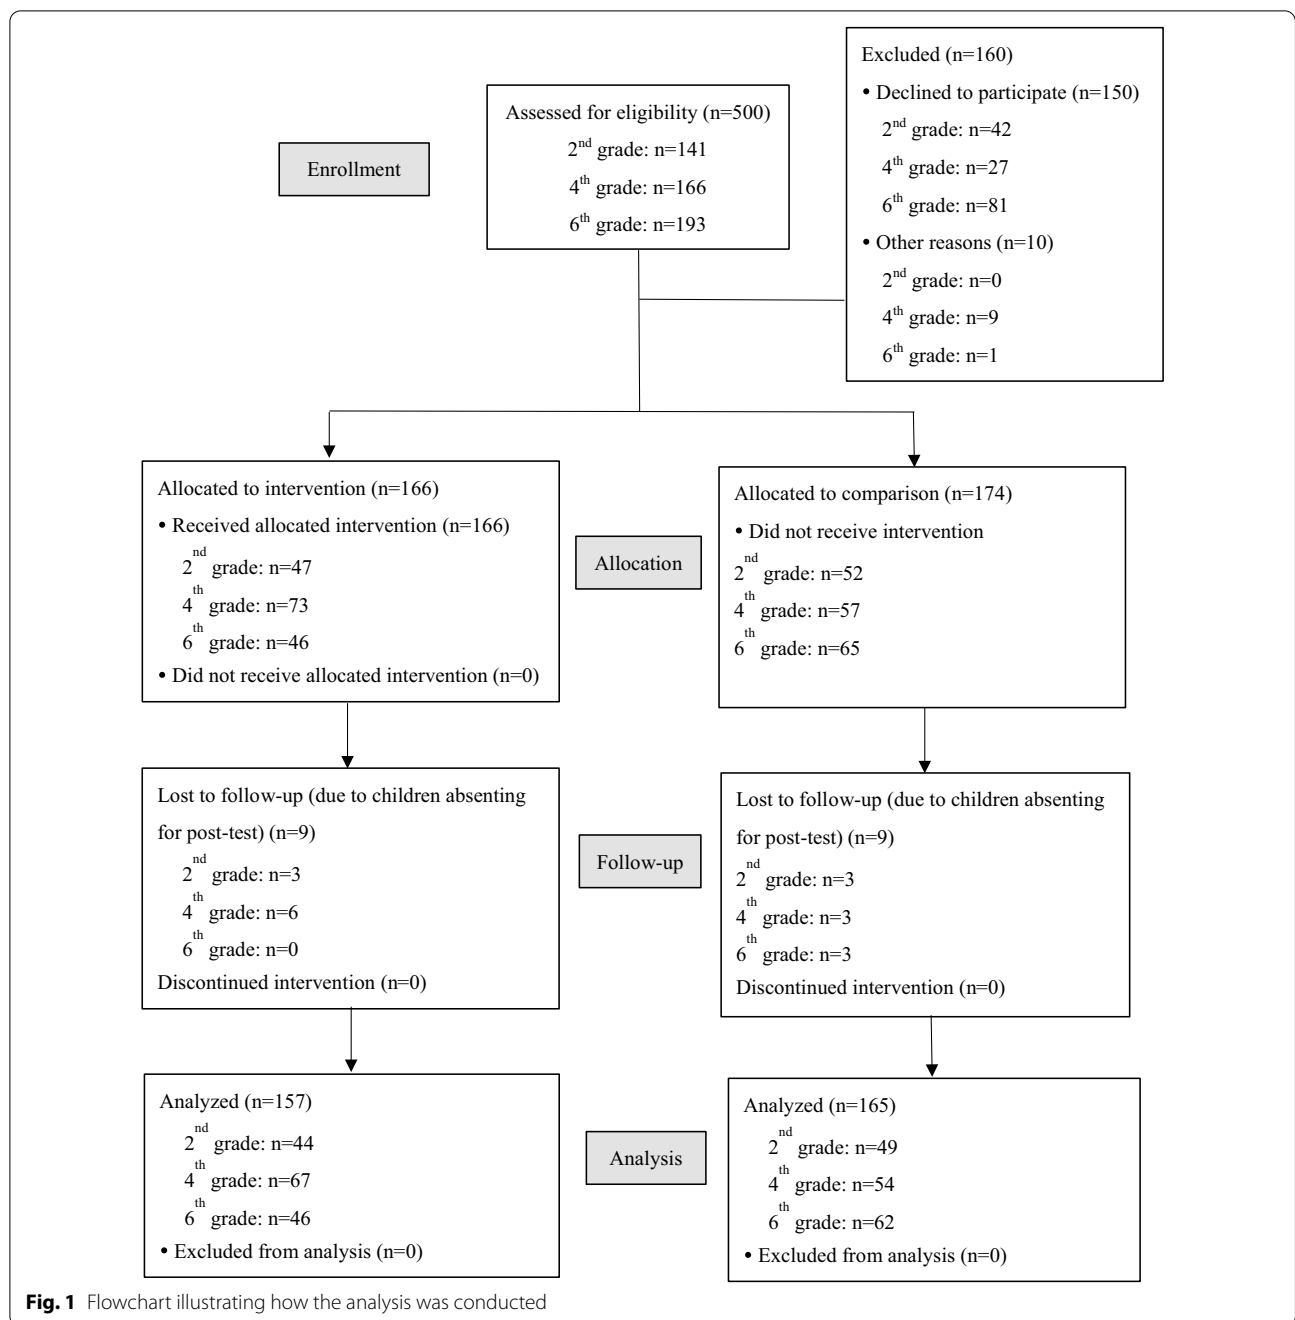 Enrollment
Assessed for eligibility (n=500)
2nd grade: n=141
4th grade: n=166
6th grade: n=193
Excluded (n=160)
• Declined to participate (n=150)
2nd grade: n=42
4th grade: n=27
6th grade: n=81
• Other reasons (n=10)
2nd grade: n=0
4th grade: n=9
6th grade: n=1
Allocated to intervention (n=166)
• Received allocated intervention (n=166)
2nd grade: n=47
4th grade: n=73
6th grade: n=46
• Did not receive allocated intervention (n=0)
Allocation
Allocated to comparison (n=174)
• Did not receive intervention
2nd grade: n=52
4th grade: n=57
6th grade: n=65
Lost to follow-up (due to children absenting
for post-test) (n=9)
2nd grade: n=3
4th grade: n=6
6th grade: n=0
Discontinued intervention (n=0)
Follow-up
Lost to follow-up (due to children absenting
for post-test) (n=9)
2nd grade: n=3
4th grade: n=3
6th grade: n=3
Discontinued intervention (n=0)
Analyzed (n=157)
2nd grade: n=44
4th grade: n=67
6th grade: n=46
• Excluded from analysis (n=0)
Analysis
Analyzed (n=165)
2nd grade: n=49
4th grade: n=54
6th grade: n=62
• Excluded from analysis (n=0)
Fig. 1 Flowchart illustrating how the analysis was conducted